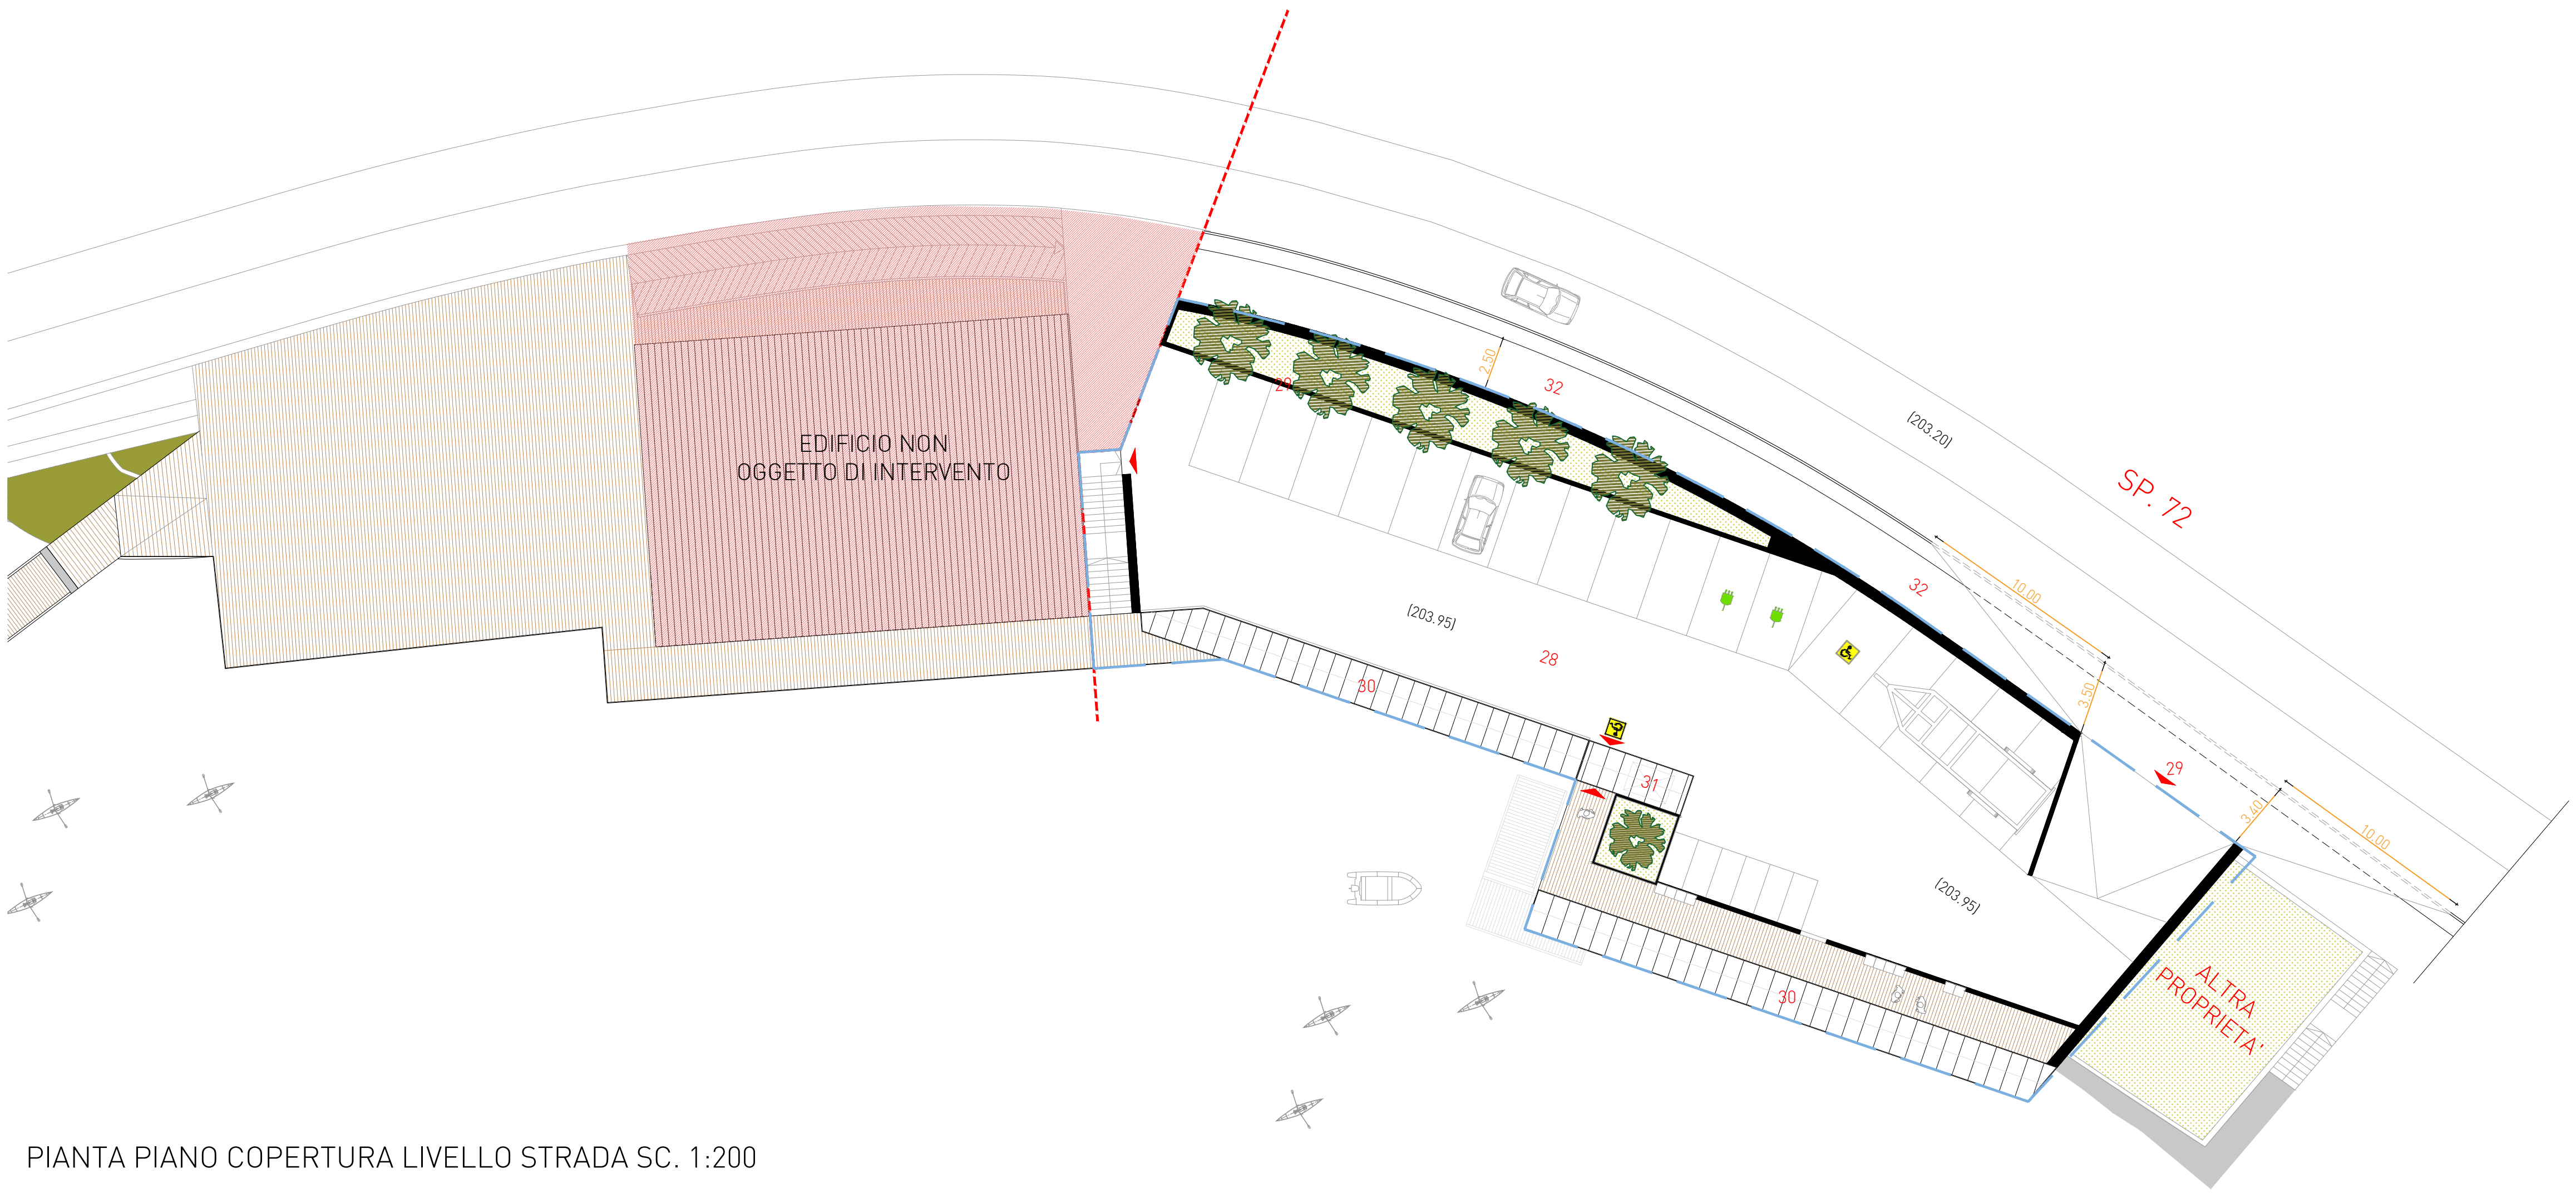 2.50
32
29
(203.20)
SP. 72
EDIFICIO NON
OGGETTO DI INTERVENTO
10.00
32
(203.95)
28
30
3.50
29
31
3.40
10.00
(203.95)
30
ALTRA
PROPRIETA'
PIANTA PIANO COPERTURA LIVELLO STRADA SC. 1:200